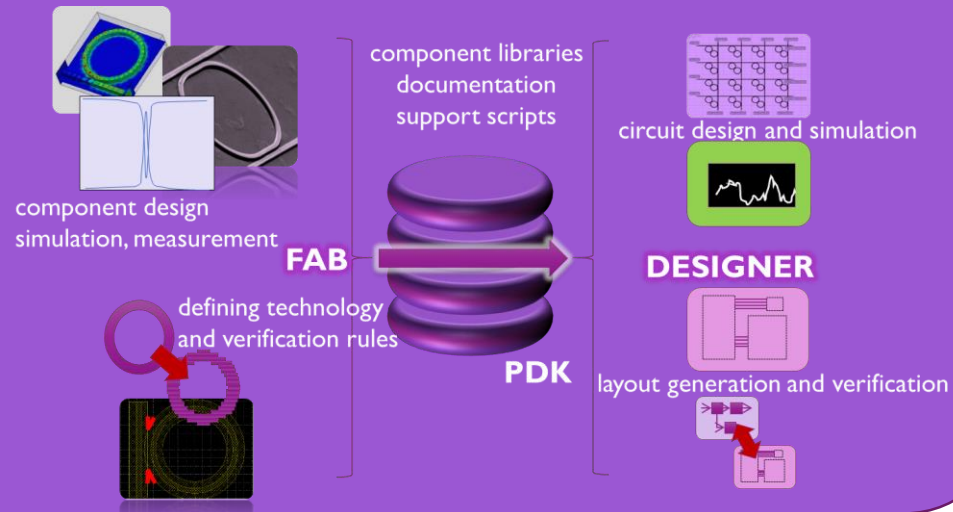 component libraries
documentation
support scripts
circuit design and simulation
component design
simulation, measurement
FAB
DESIGNER
defining technology
and verification rules
PDK
layout generation and verification